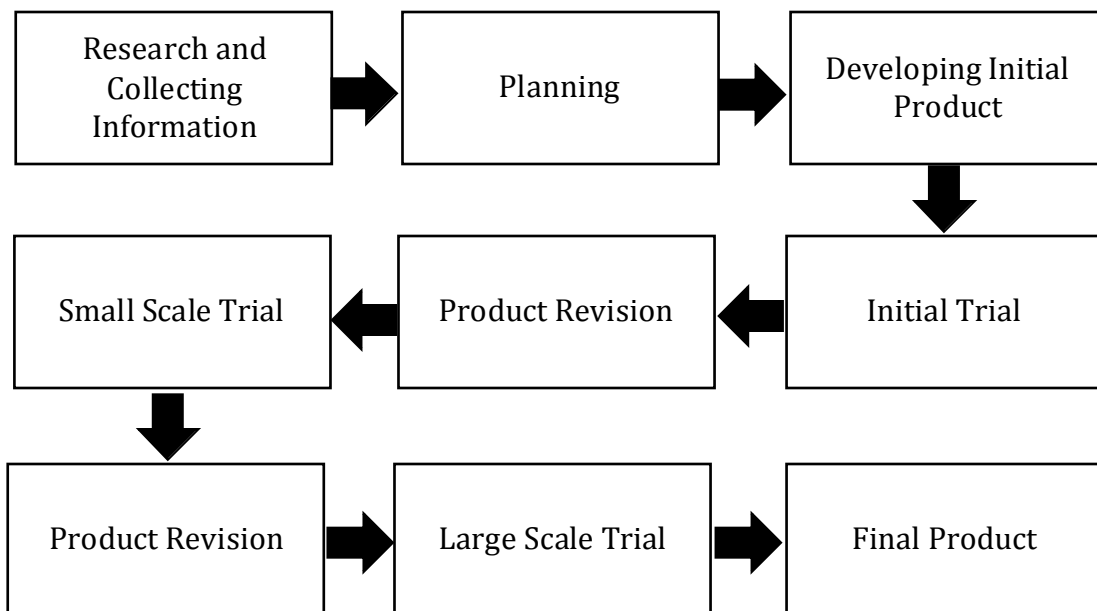 Research and
Collecting
Information
Planning
Developing Initial
Product
Small Scale Trial
Product Revision
Initial Trial
Product Revision
Large Scale Trial
Final Product